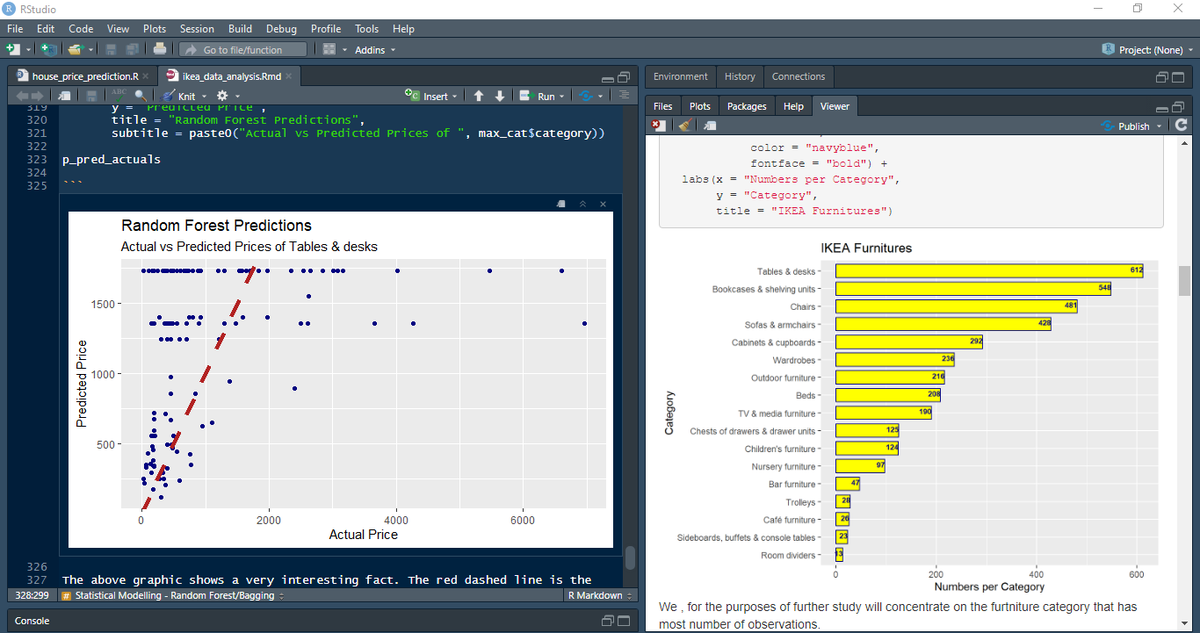 RStudio
File Edit Code View Plots Session Build Debug Profile Tools Help
Go to file/function Addins Project: (None)
house_price_prediction.R ikea_data_analysis.Rmd
ABC Knit Insert Run
319 y = "Predicted Price",
320 title = "Random Forest Predictions",
321 subtitle = paste0("Actual vs Predicted Prices of ", max_cat$category))
322
323 p_pred_actuals
324
325 ```
Random Forest Predictions
Actual vs Predicted Prices of Tables & desks
Predicted Price
1500
1000
500
0 2000 4000 6000
Actual Price
326
327 The above graphic shows a very interesting fact. The red dashed line is the
328:299 # Statistical Modelling - Random Forest/Bagging R Markdown
Console
Environment History Connections
Files Plots Packages Help Viewer
Publish
color = "navyblue",
fontface = "bold") +
labs(x = "Numbers per Category",
y = "Category",
title = "IKEA Furnitures")
IKEA Furnitures
Category
Tables & desks 612
Bookcases & shelving units 548
Chairs 481
Sofas & armchairs 428
Cabinets & cupboards 292
Wardrobes 236
Outdoor furniture 216
Beds 208
TV & media furniture 190
Chests of drawers & drawer units 125
Children's furniture 124
Nursery furniture 97
Bar furniture 47
Trolleys 28
Café furniture 26
Sideboards, buffets & console tables 23
Room dividers 13
0 200 400 600
Numbers per Category
We , for the purposes of further study will concentrate on the furtniture category that has
most number of observations.